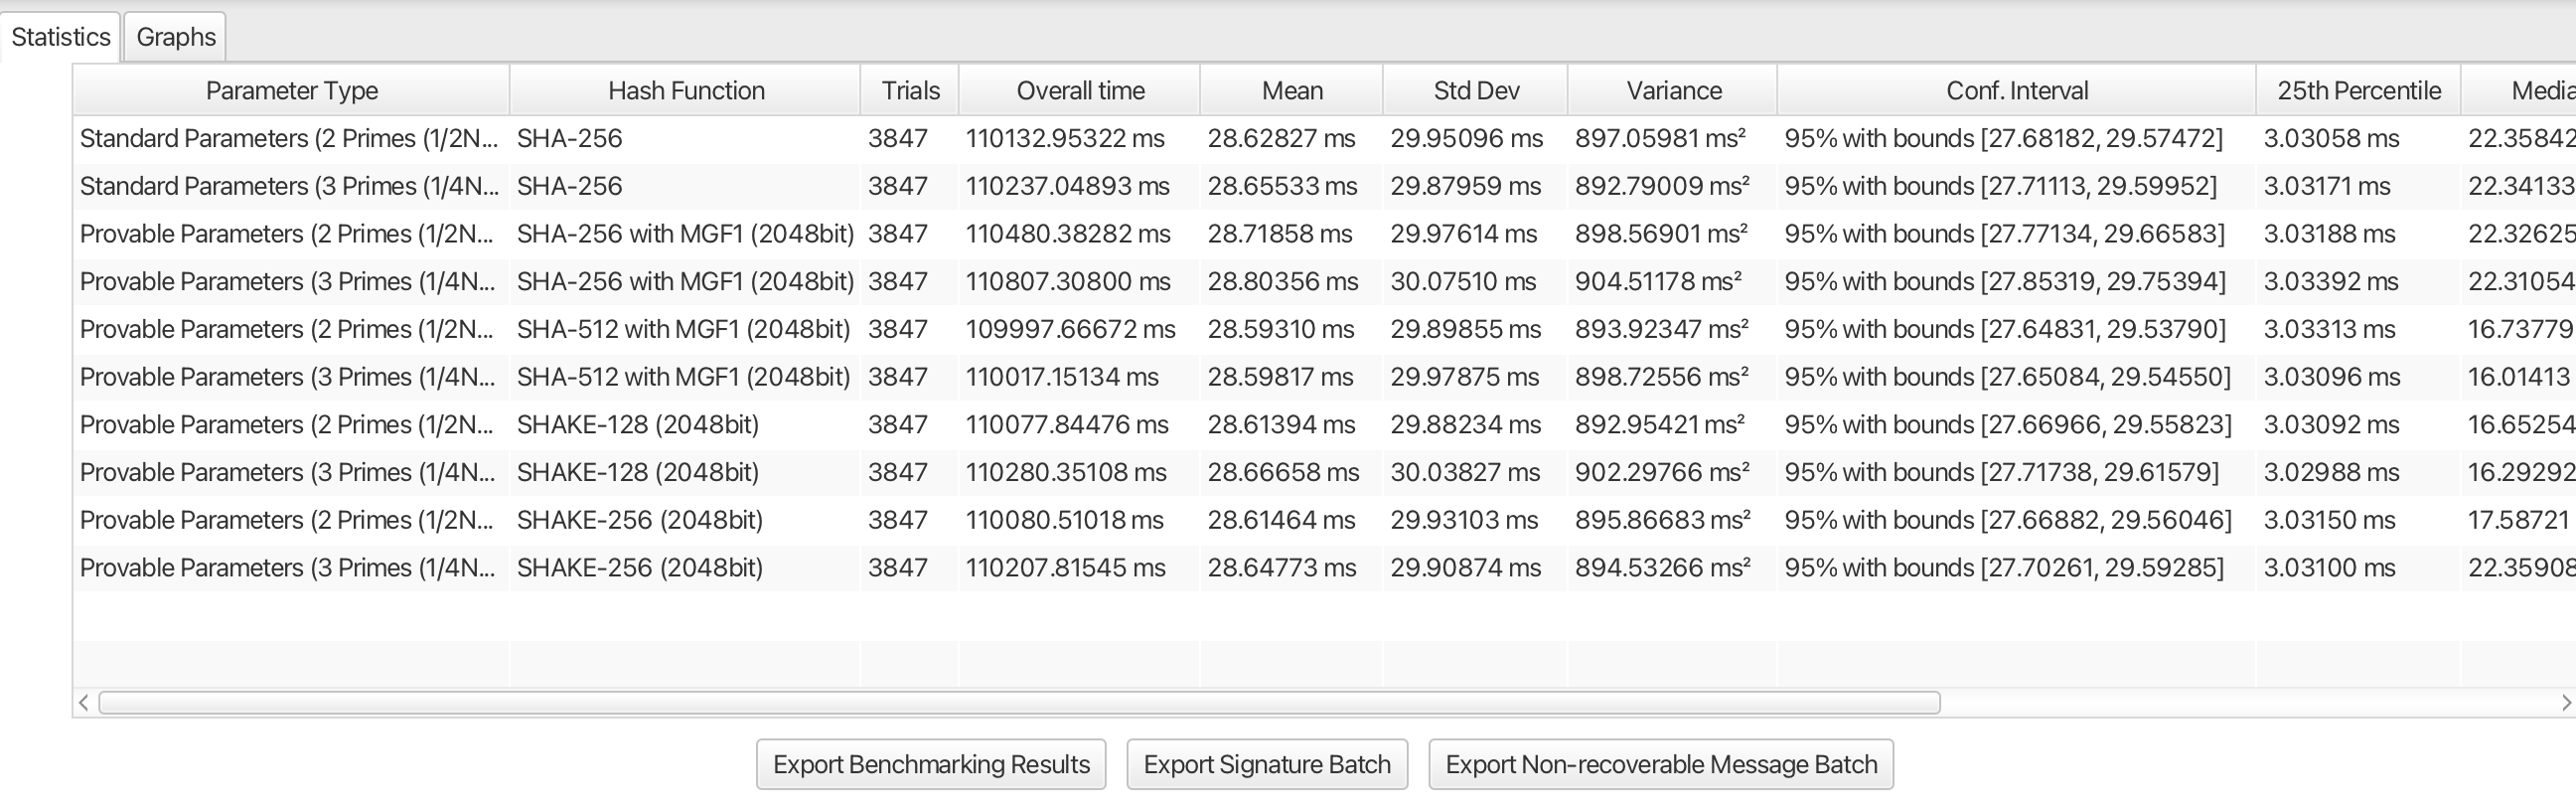 Statistics Graphs
Parameter Type Hash Function Trials Overall time Mean Std Dev Variance Conf. Interval 25th Percentile Media
Standard Parameters (2 Primes (1/2N... SHA-256 3847 110132.95322 ms 28.62827 ms 29.95096 ms 897.05981 ms² 95% with bounds [27.68182, 29.57472] 3.03058 ms 22.35842
Standard Parameters (3 Primes (1/4N... SHA-256 3847 110237.04893 ms 28.65533 ms 29.87959 ms 892.79009 ms² 95% with bounds [27.71113, 29.59952] 3.03171 ms 22.34133
Provable Parameters (2 Primes (1/2N... SHA-256 with MGF1 (2048bit) 3847 110480.38282 ms 28.71858 ms 29.97614 ms 898.56901 ms² 95% with bounds [27.77134, 29.66583] 3.03188 ms 22.32625
Provable Parameters (3 Primes (1/4N... SHA-256 with MGF1 (2048bit) 3847 110807.30800 ms 28.80356 ms 30.07510 ms 904.51178 ms² 95% with bounds [27.85319, 29.75394] 3.03392 ms 22.31054
Provable Parameters (2 Primes (1/2N... SHA-512 with MGF1 (2048bit) 3847 109997.66672 ms 28.59310 ms 29.89855 ms 893.92347 ms² 95% with bounds [27.64831, 29.53790] 3.03313 ms 16.73779
Provable Parameters (3 Primes (1/4N... SHA-512 with MGF1 (2048bit) 3847 110017.15134 ms 28.59817 ms 29.97875 ms 898.72556 ms² 95% with bounds [27.65084, 29.54550] 3.03096 ms 16.01413
Provable Parameters (2 Primes (1/2N... SHAKE-128 (2048bit) 3847 110077.84476 ms 28.61394 ms 29.88234 ms 892.95421 ms² 95% with bounds [27.66966, 29.55823] 3.03092 ms 16.65254
Provable Parameters (3 Primes (1/4N... SHAKE-128 (2048bit) 3847 110280.35108 ms 28.66658 ms 30.03827 ms 902.29766 ms² 95% with bounds [27.71738, 29.61579] 3.02988 ms 16.29292
Provable Parameters (2 Primes (1/2N... SHAKE-256 (2048bit) 3847 110080.51018 ms 28.61464 ms 29.93103 ms 895.86683 ms² 95% with bounds [27.66882, 29.56046] 3.03150 ms 17.58721
Provable Parameters (3 Primes (1/4N... SHAKE-256 (2048bit) 3847 110207.81545 ms 28.64773 ms 29.90874 ms 894.53266 ms² 95% with bounds [27.70261, 29.59285] 3.03100 ms 22.35908
Export Benchmarking Results Export Signature Batch Export Non-recoverable Message Batch